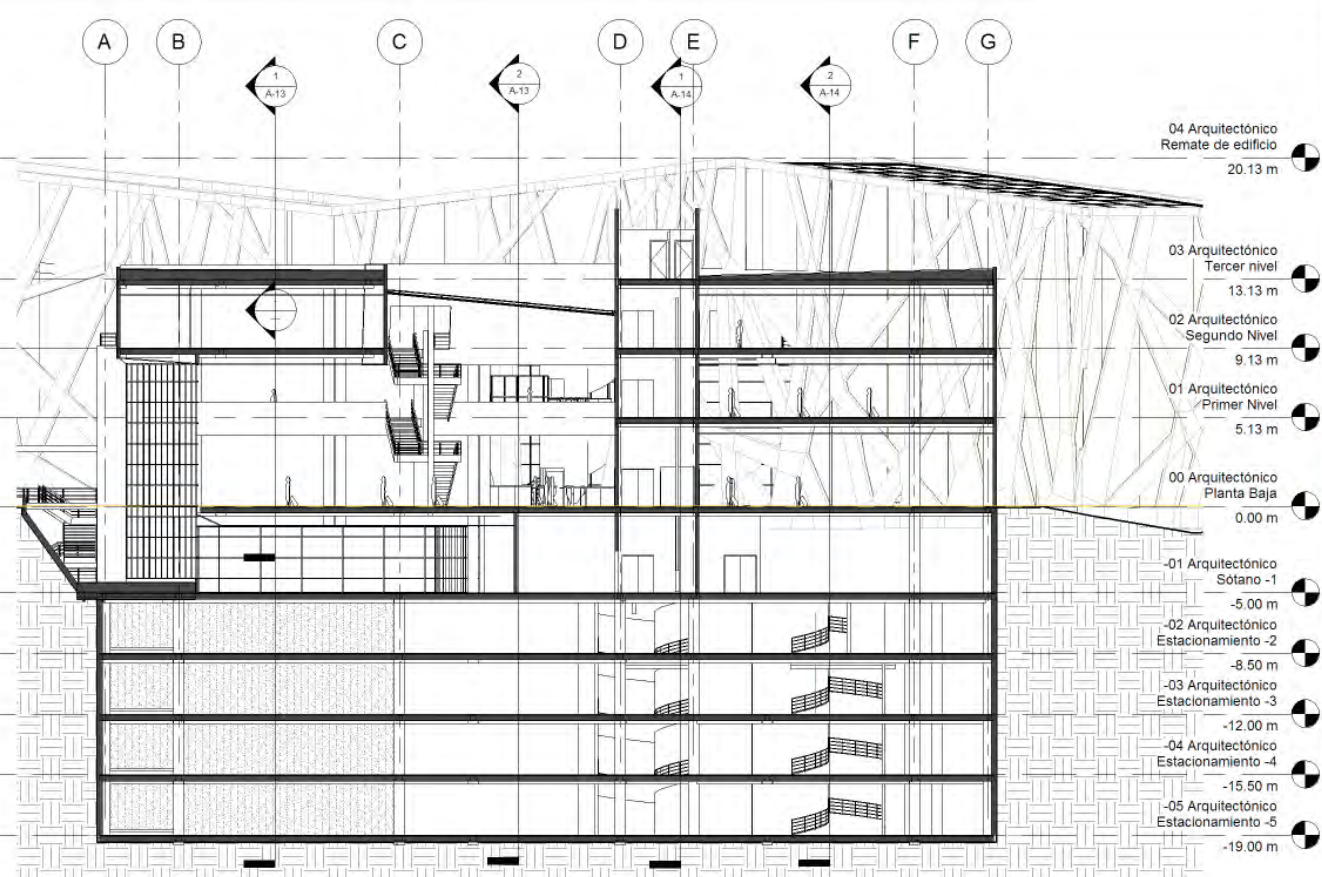 A
B
C
D
E
F
G
1
A-13
2
A-13
1
A-14
2
A-14
04 Arquitectónico
Remate de edificio
20.13 m
03 Arquitectónico
Tercer nivel
13.13 m
02 Arquitectónico
Segundo Nivel
9.13 m
01 Arquitectónico
Primer Nivel
5.13 m
00 Arquitectónico
Planta Baja
0.00 m
-01 Arquitectónico
Sótano -1
-5.00 m
-02 Arquitectónico
Estacionamiento -2
-8.50 m
-03 Arquitectónico
Estacionamiento -3
-12.00 m
-04 Arquitectónico
Estacionamiento -4
-15.50 m
-05 Arquitectónico
Estacionamiento -5
-19.00 m